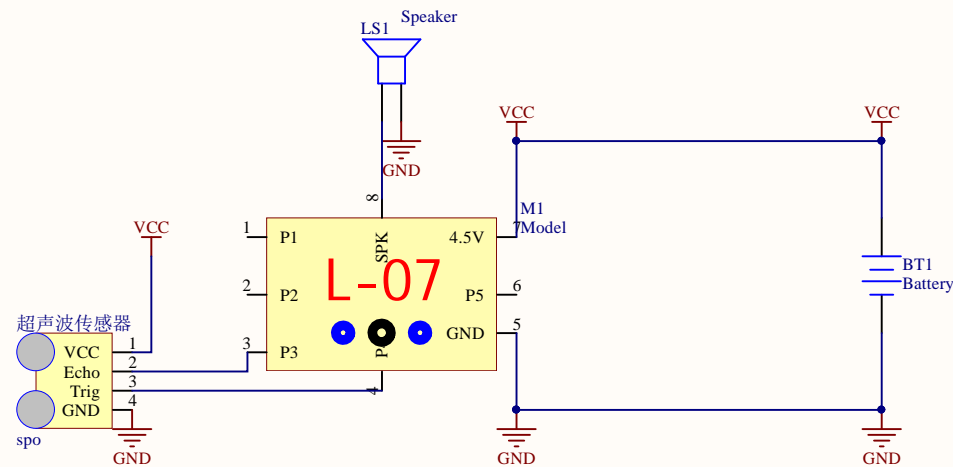 Speaker
LS1
GND
VCC
VCC
8
M1
Model
7
1
P1
SPK
4.5V
VCC
L-07
2
P2
P5
6
BT1
Battery
超声波传感器
3
P3
GND
5
4
VCC
1
Echo
2
Trig
3
GND
4
spo
GND
GND
GND